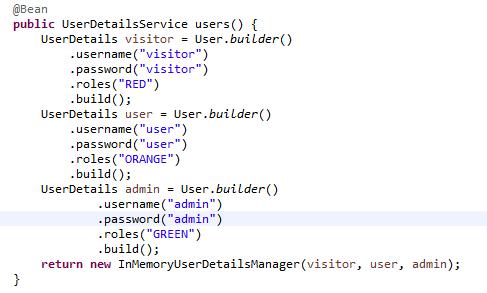 @Bean
public UserDetailsService users() {
    UserDetails visitor = User.builder()
        .username("visitor")
        .password("visitor")
        .roles("RED")
        .build();
    UserDetails user = User.builder()
        .username("user")
        .password("user")
        .roles("ORANGE")
        .build();
    UserDetails admin = User.builder()
            .username("admin")
            .password("admin")
            .roles("GREEN")
            .build();
    return new InMemoryUserDetailsManager(visitor, user, admin);
}